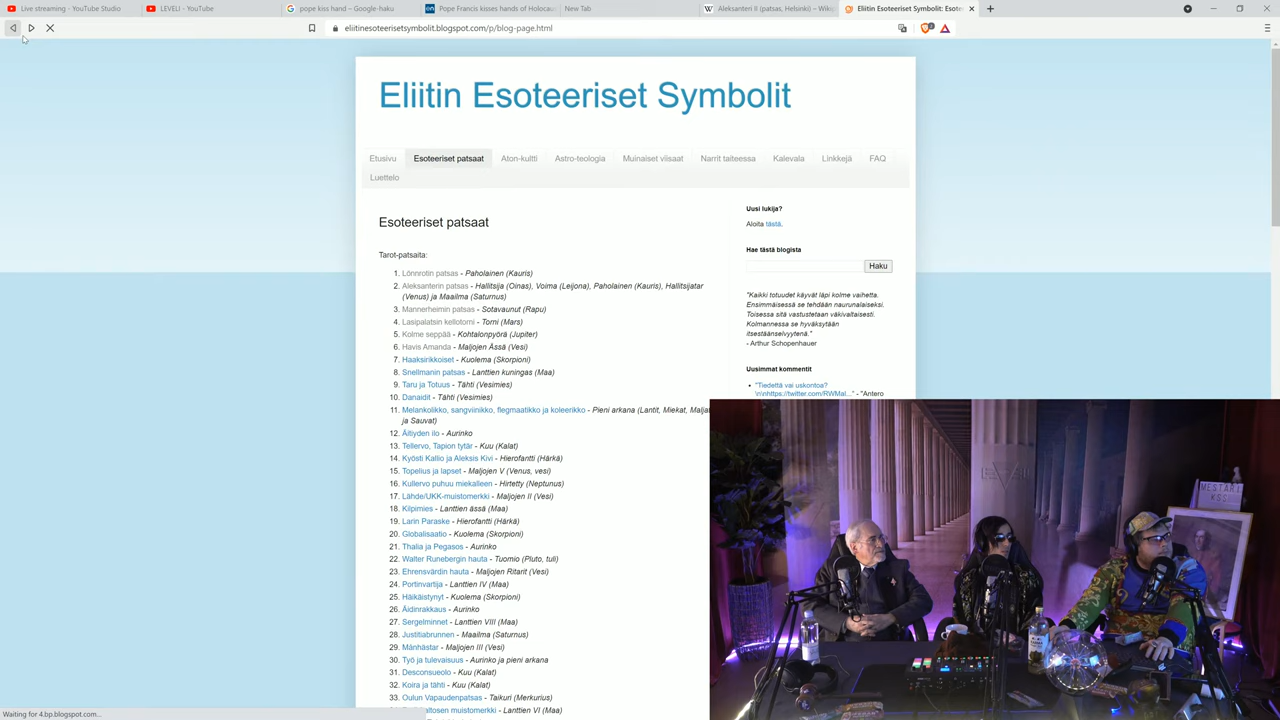 Live streaming - YouTube Studio
LEVELI - YouTube
pope kiss hand – Google-haku
Pope Francis kisses hands of Holocau
New Tab
Aleksanteri II (patsas, Helsinki) – Wiki
Eliitin Esoteeriset Symbolit: Esot
eliitinesoteerisetsymbolit.blogspot.com/p/blog-page.html
Eliitin Esoteeriset Symbolit
Etusivu
Esoteeriset patsaat
Aton-kultti
Astro-teologia
Muinaiset viisaat
Narrit taiteessa
Kalevala
Linkkejä
FAQ
Luettelo
Esoteeriset patsaat
Tarot-patsaita:
1. Lönnrotin patsas - Paholainen (Kauris)
2. Aleksanterin patsas - Hallitsija (Oinas), Voima (Leijona), Paholainen (Kauris), Hallitsijatar
(Venus) ja Maailma (Saturnus)
3. Mannerheimin patsas - Sotavaunut (Rapu)
4. Lasipalatsin kellotorni - Torni (Mars)
5. Kolme seppää - Kohtalonpyörä (Jupiter)
6. Havis Amanda - Maljojen Ässä (Vesi)
7. Haaksirikkoiset - Kuolema (Skorpioni)
8. Snellmanin patsas - Lanttien kuningas (Maa)
9. Taru ja Totuus - Tähti (Vesimies)
10. Danaidit - Tähti (Vesimies)
11. Melankolikko, sangviinikko, flegmaatikko ja koleerikko - Pieni arkana (Lantit, Miekat, Maljat
ja Sauvat)
12. Äitiyden ilo - Aurinko
13. Tellervo, Tapion tytär - Kuu (Kalat)
14. Kyösti Kallio ja Aleksis Kivi - Hierofantti (Härkä)
15. Topelius ja lapset - Maljojen V (Venus, vesi)
16. Kullervo puhuu miekalleen - Hirtetty (Neptunus)
17. Lähde/UKK-muistomerkki - Maljojen II (Vesi)
18. Kilpimies - Lanttien ässä (Maa)
19. Larin Paraske - Hierofantti (Härkä)
20. Globalisaatio - Kuolema (Skorpioni)
21. Thalia ja Pegasos - Aurinko
22. Walter Runebergin hauta - Tuomio (Pluto, tuli)
23. Ehrensvärdin hauta - Maljojen Ritarit (Vesi)
24. Portinvartija - Lanttien IV (Maa)
25. Häikäistynyt - Kuolema (Skorpioni)
26. Äidinrakkaus - Aurinko
27. Sergelminnet - Lanttien VIII (Maa)
28. Justitiabrunnen - Maailma (Saturnus)
29. Månhästar - Maljojen III (Vesi)
30. Työ ja tulevaisuus - Aurinko ja pieni arkana
31. Desconsueolo - Kuu (Kalat)
32. Koira ja tähti - Kuu (Kalat)
33. Oulun Vapaudenpatsas - Taikuri (Merkurius)
muistomerkki - Lanttien VI (Maa)
Uusi lukija?
Aloita tästä.
Hae tästä blogista
Haku
"Kaikki totuudet käyvät läpi kolme vaihetta.
Ensimmäisessä se tehdään naurunalaiseksi.
Toisessa sitä vastustetaan väkivaltaisesti.
Kolmannessa se hyväksytään
itsestäänselvyytenä."
- Arthur Schopenhauer
Uusimmat kommentit
"Tiedettä vai uskontoa?
\n\nhttps://twitter.com/RWMal..." - "Antero
MESTARI
Waiting for 4.bp.blogspot.com...